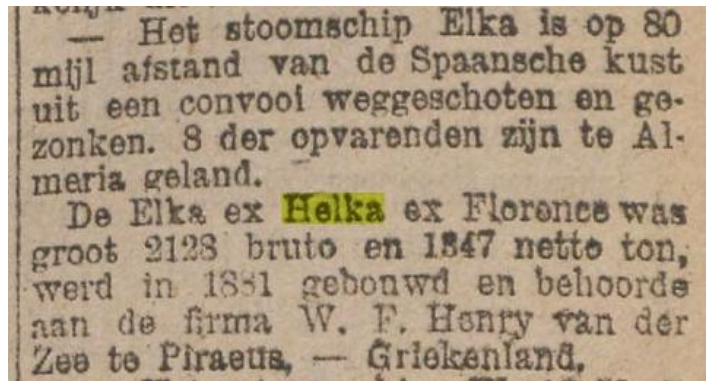 — Het stoomschip Elka is op 80
mijl afstand van de Spaansche kust
uit een convooi weggeschoten en ge-
zonken. 8 der opvarenden zijn te Al-
meria geland.
De Elka ex Helka ex Florence was
groot 2128 bruto en 1347 netto ton,
werd in 1881 gebonwd en behoorde
aan de firma W. F. Henry van der
Zee te Piraeus, — Griekenland.